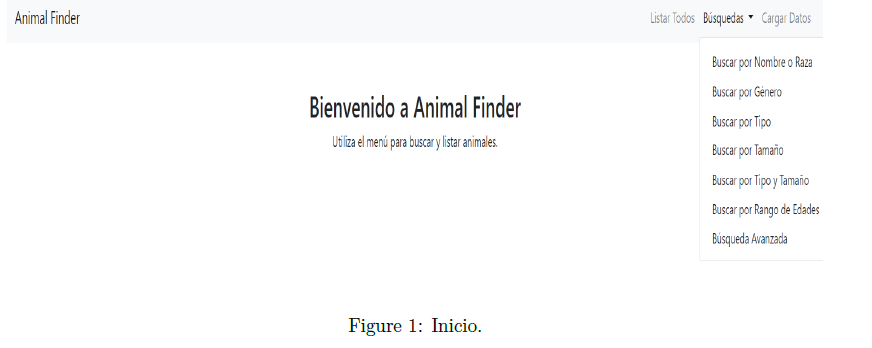 Animal Finder
Listar Todos Búsquedas Cargar Datos
Buscar por Nombre o Raza
Buscar por Género
Buscar por Tipo
Buscar por Tamaño
Buscar por Tipo y Tamaño
Buscar por Rango de Edades
Búsqueda Avanzada
Bienvenido a Animal Finder
Utiliza el menú para buscar y listar animales.
Figure 1: Inicio.